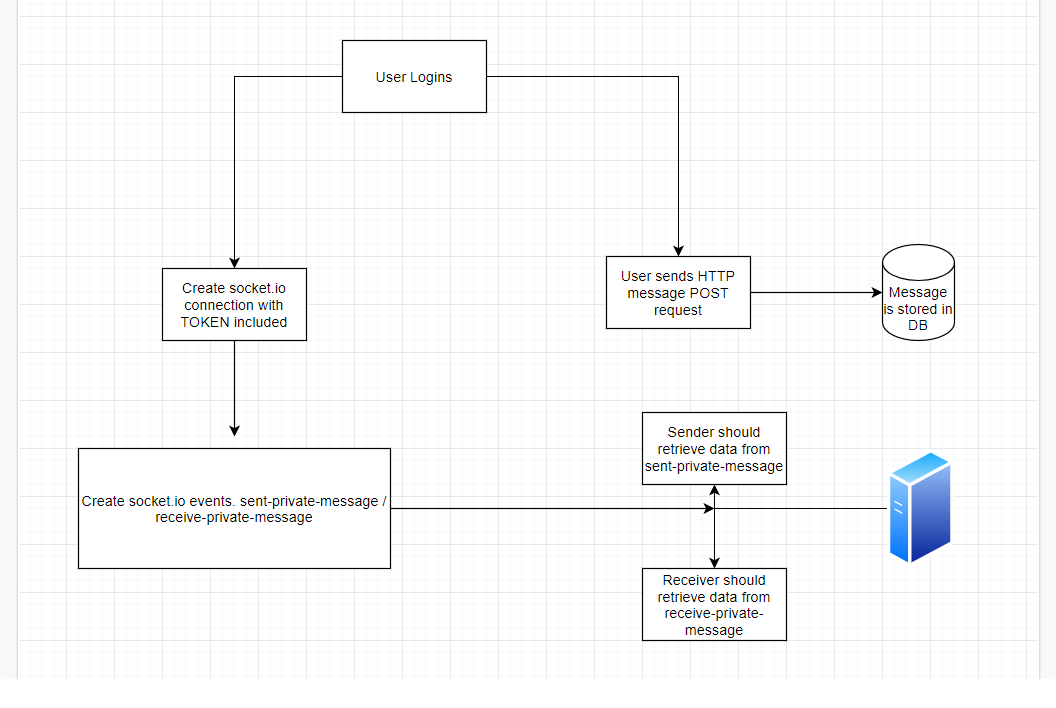 User Logins
Create socket.io
connection with
TOKEN included
User sends HTTP
message POST
request
Message
is stored in
DB
Sender should
retrieve data from
sent-private-message
Create socket.io events. sent-private-message /
receive-private-message
Receiver should
retrieve data from
receive-private-
message